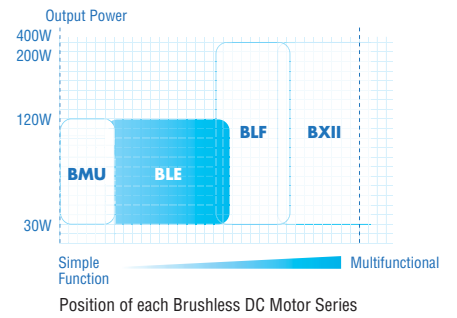 Output Power
400W
200W
120W
BLF BXII
BMU BLE
30W
Simple
Function
Multifunctional
Position of each Brushless DC Motor Series